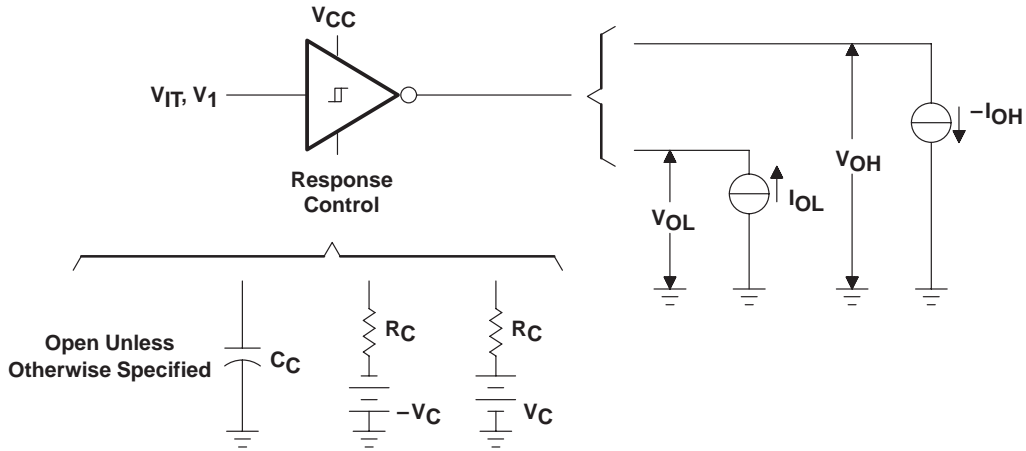 VCC
VIT, V1
Response
Control
–IOH
VOH
IOL
VOL
Open Unless
Otherwise Specified
CC
RC
–VC
RC
VC